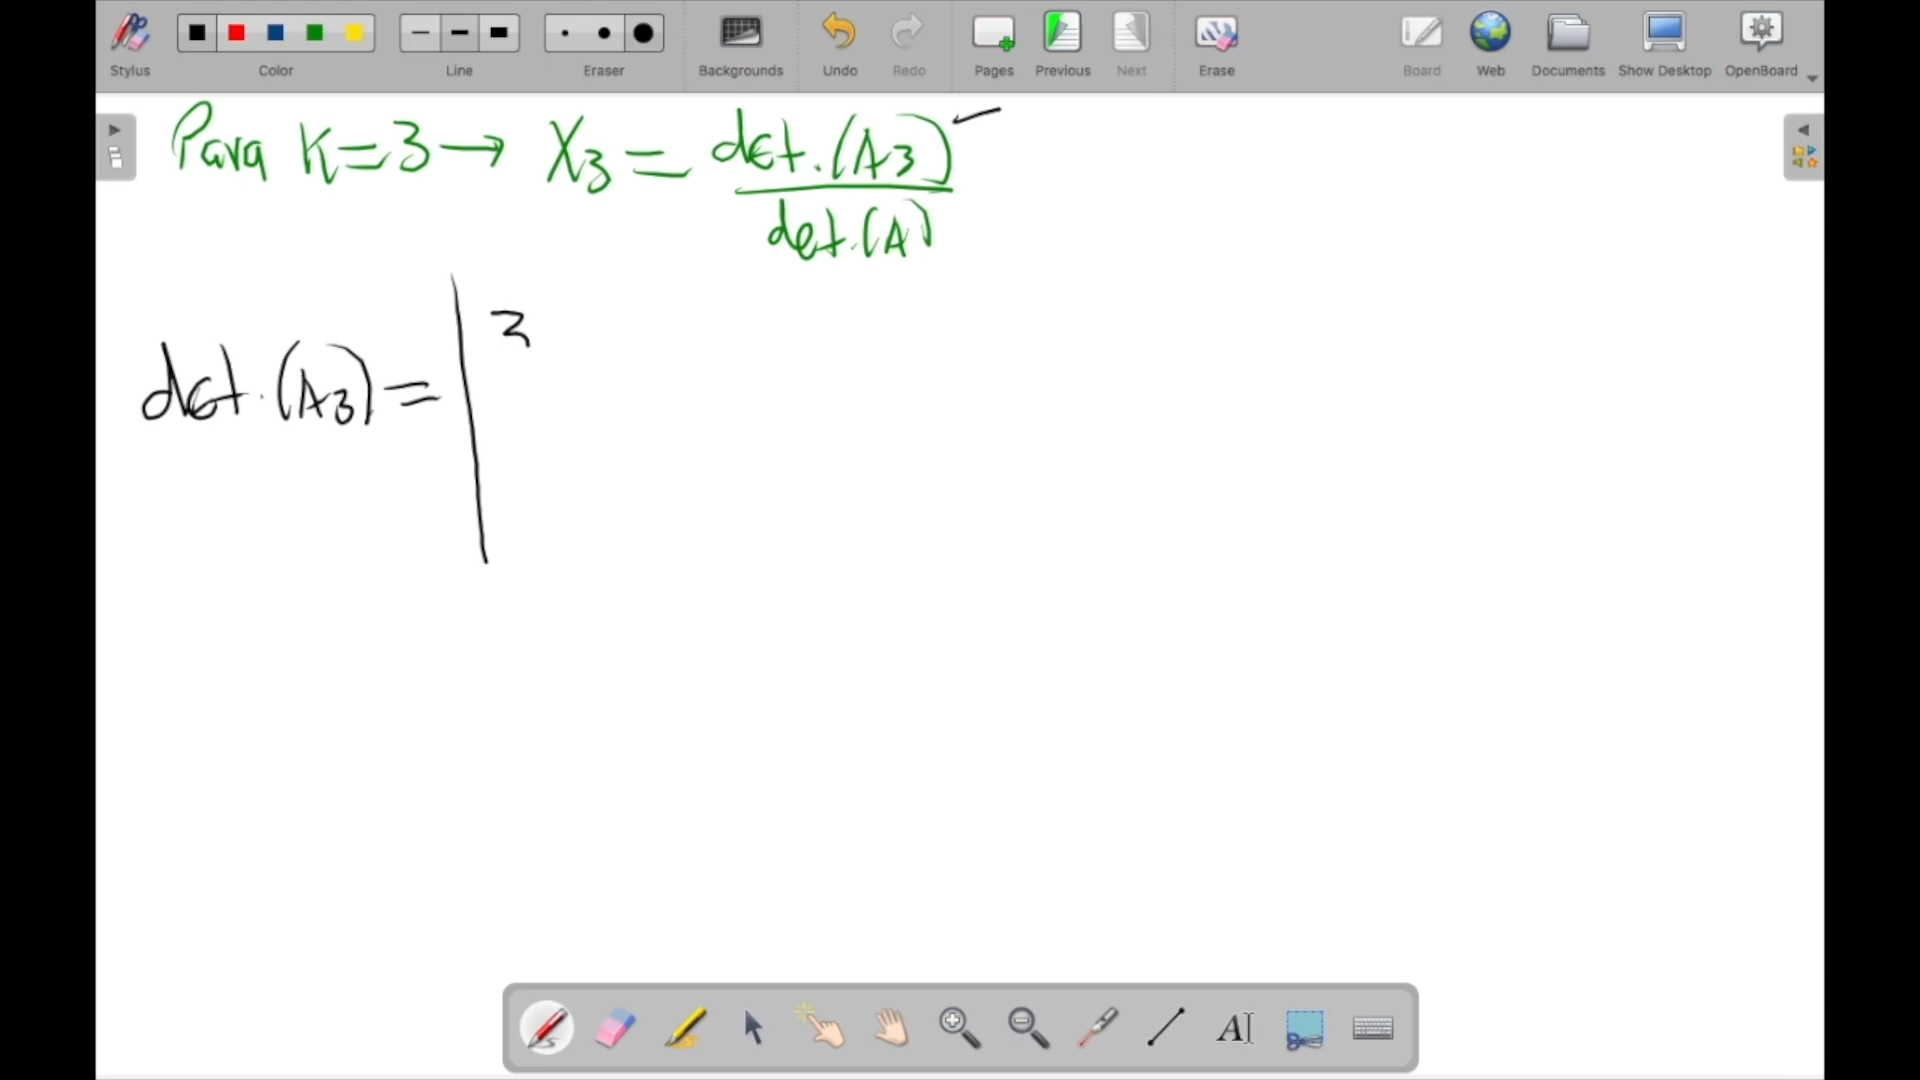 Stylus Color Line Eraser Backgrounds Undo Redo Pages Previous Next Erase Board Web Documents Show Desktop OpenBoard
Para K=3→ X3 = det.(A3)
det.(A)
det.(A3) = |
AI